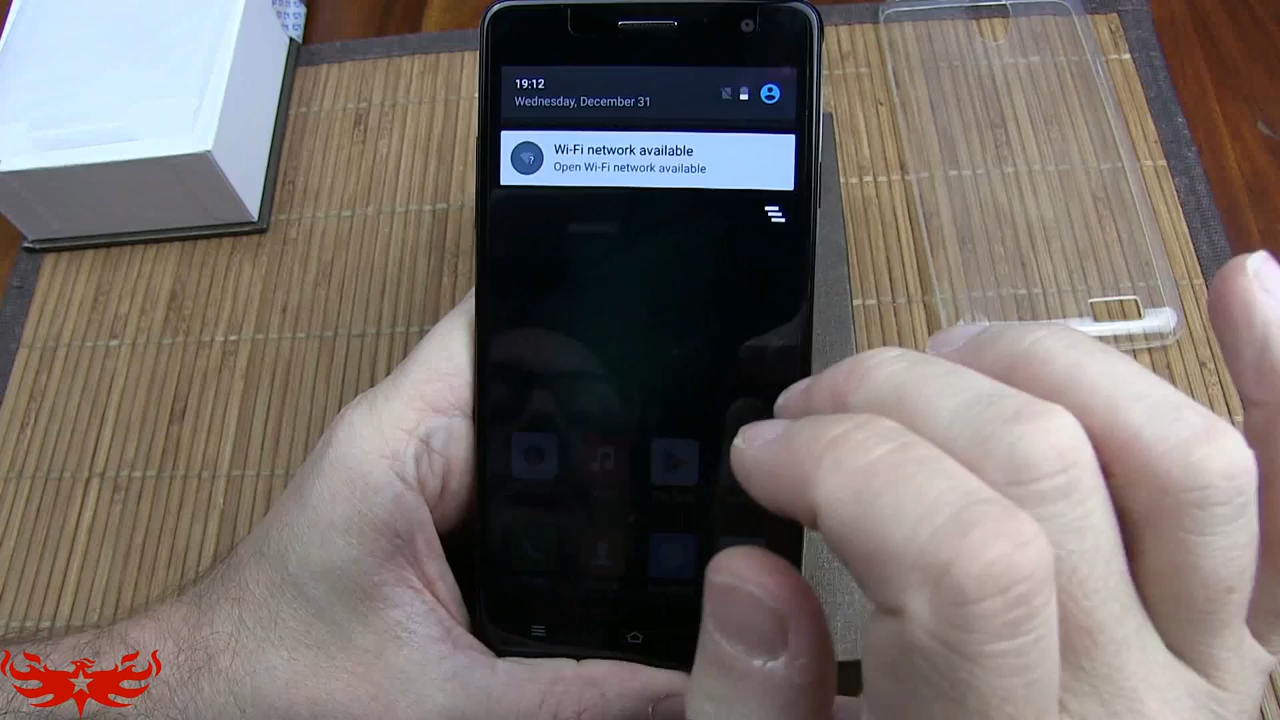 19:12
Wednesday, December 31
Wi-Fi network available
Open Wi-Fi network available